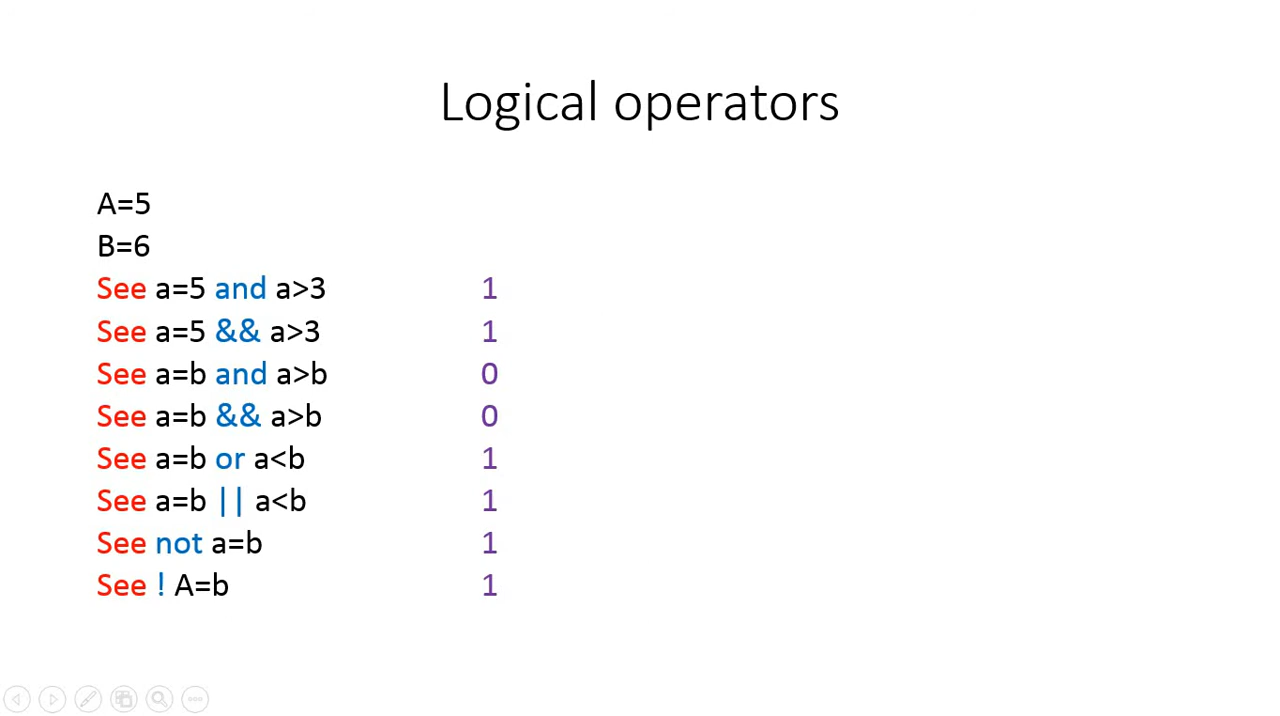 Logical operators
A=5
B=6
See a=5 and a>3 1
See a=5 && a>3 1
See a=b and a>b 0
See a=b && a>b 0
See a=b or a<b 1
See a=b || a<b 1
See not a=b 1
See ! A=b 1